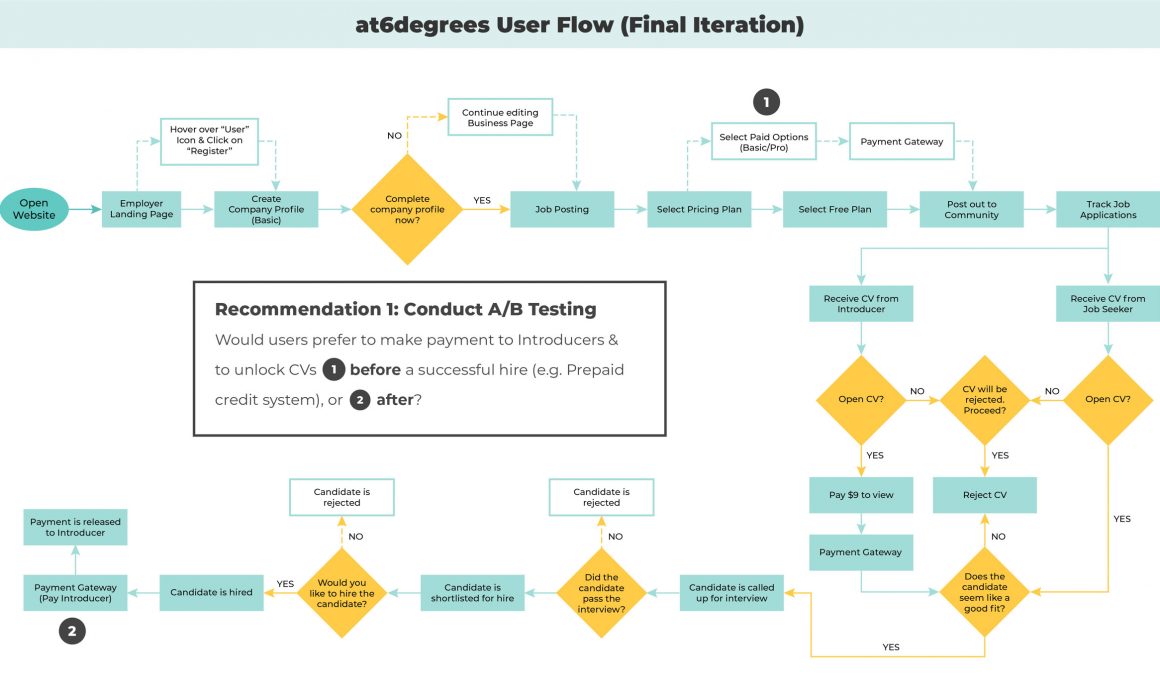 at6degrees User Flow (Final Iteration)
1
Hover over “User”
Icon & Click on
“Register”
NO
Continue editing
Business Page
Select Paid Options
(Basic/Pro)
Payment Gateway
Open
Website
Employer
Landing Page
Create
Company Profile
(Basic)
Complete
company profile
now?
YES
Job Posting
Select Pricing Plan
Select Free Plan
Post out to
Community
Track Job
Applications
Recommendation 1: Conduct A/B Testing
Would users prefer to make payment to Introducers &
to unlock CVs 1 before a successful hire (e.g. Prepaid
credit system), or 2 after?
Receive CV from
Introducer
Receive CV from
Job Seeker
Open CV?
NO
CV will be
rejected.
Proceed?
NO
Open CV?
YES
YES
Pay $9 to view
Reject CV
YES
Payment Gateway
NO
Does the
candidate
seem like a
good fit?
YES
Candidate is called
up for interview
Did the
candidate
pass the
interview?
NO
Candidate is
rejected
Candidate is
shortlisted for hire
Would you
like to hire the
candidate?
NO
Candidate is
rejected
YES
Candidate is hired
Payment Gateway
(Pay Introducer)
2
Payment is released
to Introducer